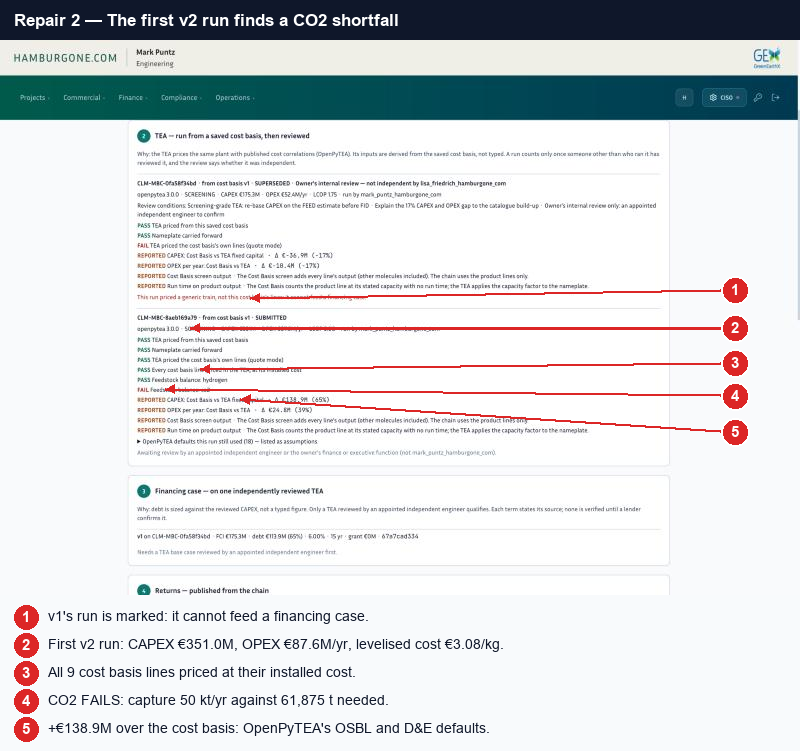 Repair 2 — The first v2 run finds a CO2 shortfall
HAMBURGONE.COM
Mark Puntz
Engineering
GEX
GreenEarthX
Projects
Commercial
Finance
Compliance
Operations
H
CISO
2 TEA — run from a saved cost basis, then reviewed
Why: the TEA prices the same plant with published cost correlations (OpenPyTEA). Its inputs are derived from the saved cost basis, not typed. A run counts only once someone other than who ran it has
reviewed it, and the review says whether it was independent.
CLM-MBC-0fa58f34bd · from cost basis v1 · SUPERSEDED · Owner's internal review — not independent by lisa_friedrich_hamburgone_com
openpytea 3.0.0 · SCREENING · CAPEX €175.3M · OPEX €52.4M/yr · LCOP 1.75 · run by mark_puntz_hamburgone_com
Review conditions: Screening-grade TEA: re-base CAPEX on the FEED estimate before FID · Explain the 17% CAPEX and OPEX gap to the catalogue build-up · Owner's internal review only: an appointed
independent engineer to confirm
PASS TEA priced from this saved cost basis
PASS Nameplate carried forward
FAIL TEA priced the cost basis's own lines (quote mode)
REPORTED CAPEX: Cost Basis vs TEA fixed capital · Δ €-36.9M (-17%)
REPORTED OPEX per year: Cost Basis vs TEA · Δ €-10.4M (-17%)
REPORTED Cost Basis screen output · The Cost Basis screen adds every line's output (other molecules included). The chain uses the product lines only.
REPORTED Run time on product output · The Cost Basis counts the product line at its stated capacity with no run time; the TEA applies the capacity factor to the nameplate.
This run priced a generic train, not this cost
1
CLM-MBC-8aeb169a79 · from cost basis v1 · SUBMITTED
openpytea 3.0.0 ·
2
PASS TEA priced from this saved cost basis
PASS Nameplate carried forward
PASS TEA priced the cost basis's own lines (quote mode)
PASS Every cost basis
3
PASS Feedstock balance: hydrogen
FAIL
4
REPORTED CAPEX: Cost Basis vs TEA · Δ €138.9M (65%)
5
REPORTED OPEX per year: Cost Basis vs TEA · Δ €24.8M (39%)
REPORTED Cost Basis screen output · The Cost Basis screen adds every line's output (other molecules included). The chain uses the product lines only.
REPORTED Run time on product output · The Cost Basis counts the product line at its stated capacity with no run time; the TEA applies the capacity factor to the nameplate.
OpenPyTEA defaults this run still used (18) — listed as assumptions
Awaiting review by an appointed independent engineer or the owner's finance or executive function (not mark_puntz_hamburgone_com).
3 Financing case — on one independently reviewed TEA
Why: debt is sized against the reviewed CAPEX, not a typed figure. Only a TEA reviewed by an appointed independent engineer qualifies. Each term states its source; none is verified until a lender
confirms it.
v1 on CLM-MBC-0fa58f34bd · FCI €175.3M · debt €113.9M (65%) · 6.00% · 15 yr · grant €0M · 67a7cad334
Needs a TEA base case reviewed by an appointed independent engineer first.
4 Returns — published from the chain
1 v1's run is marked: it cannot feed a financing case.
2 First v2 run: CAPEX €351.0M, OPEX €87.6M/yr, levelised cost €3.08/kg.
3 All 9 cost basis lines priced at their installed cost.
4 CO2 FAILS: capture 50 kt/yr against 61,875 t needed.
5 +€138.9M over the cost basis: OpenPyTEA's OSBL and D&E defaults.